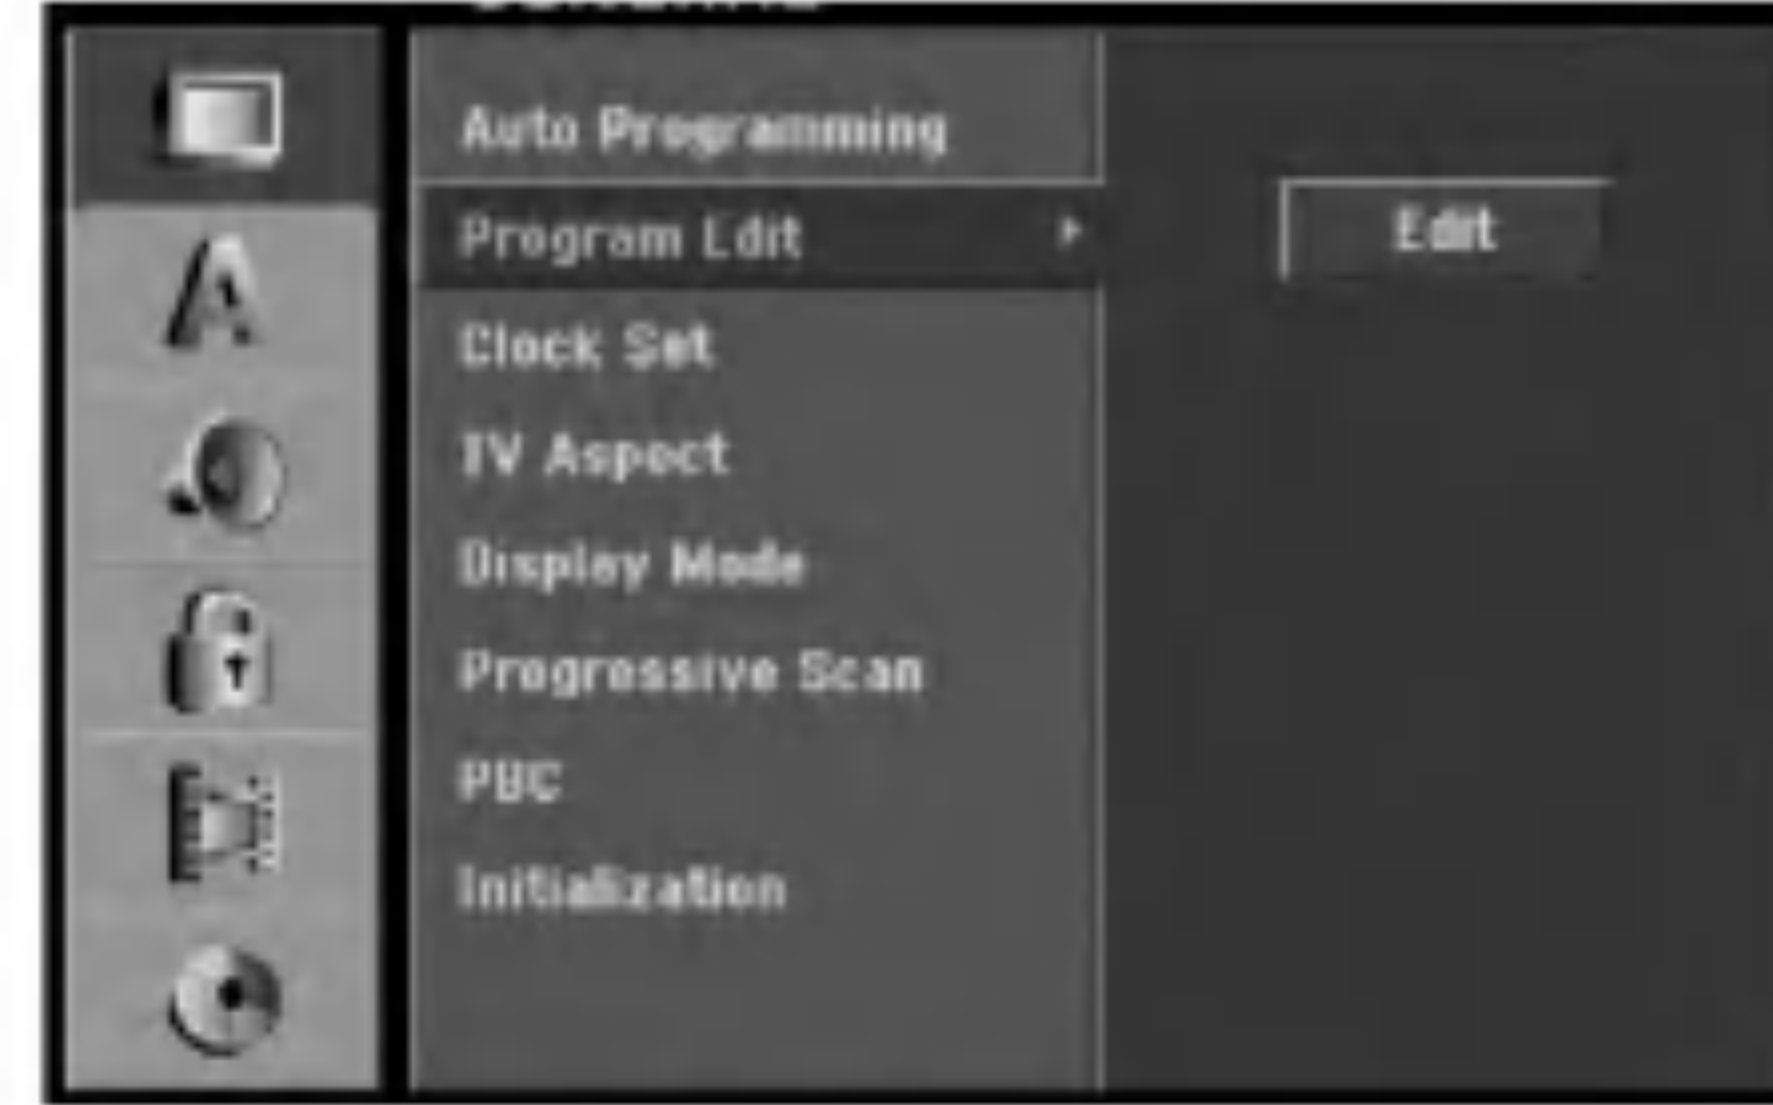 Auto Programming
Program Edit
Edit
Clock Set
TV Aspect
Display Mode
Progressive Scan
PBC
Initialization